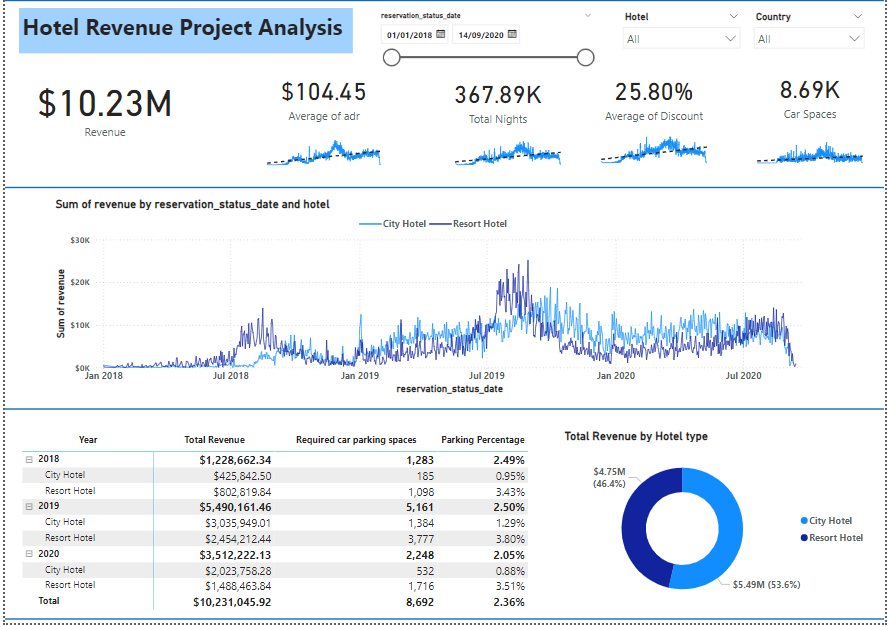 Hotel Revenue Project Analysis
reservation_status_date
01/01/2018 14/09/2020
Hotel
All
Country
All
$10.23M
Revenue
$104.45
Average of adr
367.89K
Total Nights
25.80%
Average of Discount
8.69K
Car Spaces
Sum of revenue by reservation_status_date and hotel
City Hotel Resort Hotel
Sum of revenue
$30K
$20K
$10K
$0K
Jan 2018 Jul 2018 Jan 2019 Jul 2019 Jan 2020 Jul 2020
reservation_status_date
Year Total Revenue Required car parking spaces Parking Percentage
2018 $1,228,662.34 1,283 2.49%
City Hotel $425,842.50 185 0.95%
Resort Hotel $802,819.84 1,098 3.43%
2019 $5,490,161.46 5,161 2.50%
City Hotel $3,035,949.01 1,384 1.29%
Resort Hotel $2,454,212.44 3,777 3.80%
2020 $3,512,222.13 2,248 2.05%
City Hotel $2,023,758.28 532 0.88%
Resort Hotel $1,488,463.84 1,716 3.51%
Total $10,231,045.92 8,692 2.36%
Total Revenue by Hotel type
$4.75M
(46.4%)
City Hotel
Resort Hotel
$5.49M (53.6%)